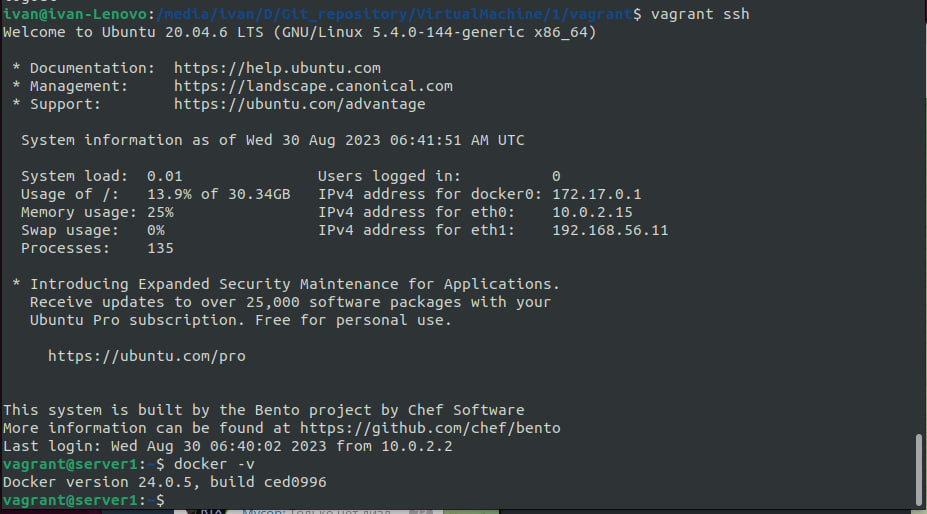 ivan@ivan-Lenovo:/media/ivan/D/Git_repository/VirtualMachine/1/vagrant$ vagrant ssh
Welcome to Ubuntu 20.04.6 LTS (GNU/Linux 5.4.0-144-generic x86_64)
* Documentation:  https://help.ubuntu.com
* Management:     https://landscape.canonical.com
* Support:        https://ubuntu.com/advantage
System information as of Wed 30 Aug 2023 06:41:51 AM UTC
System load:  0.01                Users logged in:          0
Usage of /:   13.9% of 30.34GB   IPv4 address for docker0: 172.17.0.1
Memory usage: 25%                IPv4 address for eth0:    10.0.2.15
Swap usage:   0%                 IPv4 address for eth1:    192.168.56.11
Processes:    135
* Introducing Expanded Security Maintenance for Applications.
Receive updates to over 25,000 software packages with your
Ubuntu Pro subscription. Free for personal use.
https://ubuntu.com/pro
This system is built by the Bento project by Chef Software
More information can be found at https://github.com/chef/bento
Last login: Wed Aug 30 06:40:02 2023 from 10.0.2.2
vagrant@server1:~$ docker -v
Docker version 24.0.5, build ced0996
vagrant@server1:~$